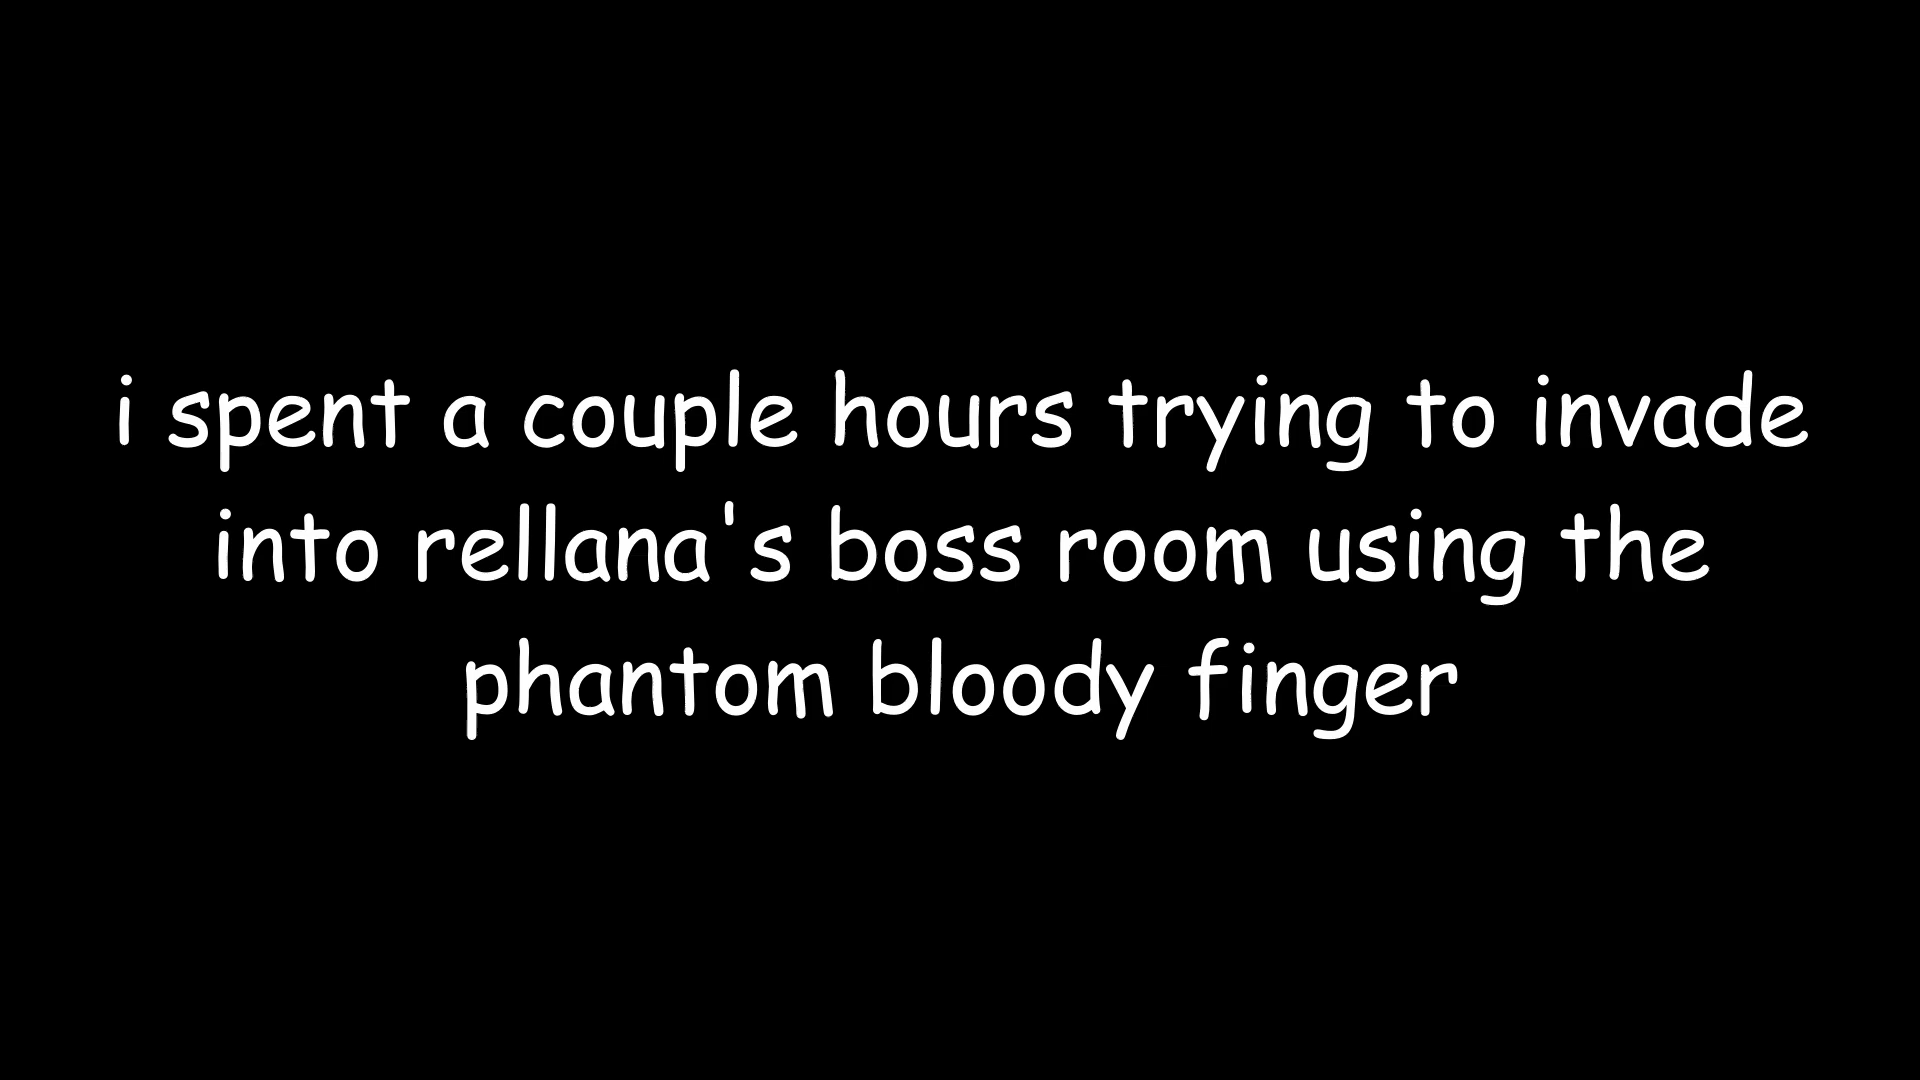 i spent a couple hours trying to invade
into rellana's boss room using the
phantom bloody finger